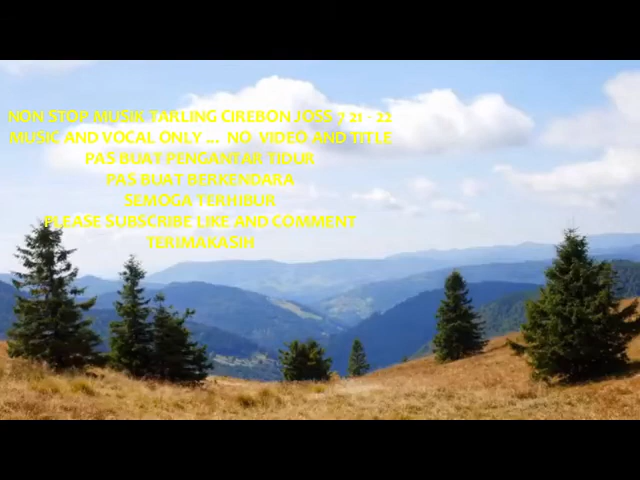 NON STOP MUSIK TARLING CIREBON JOSS 7 21 - 22
MUSIC AND VOCAL ONLY ... NO VIDEO AND TITLE
PAS BUAT PENGANTAR TIDUR
PAS BUAT BERKENDARA
SEMOGA TERHIBUR
PLEASE SUBSCRIBE LIKE AND COMMENT
TERIMAKASIH